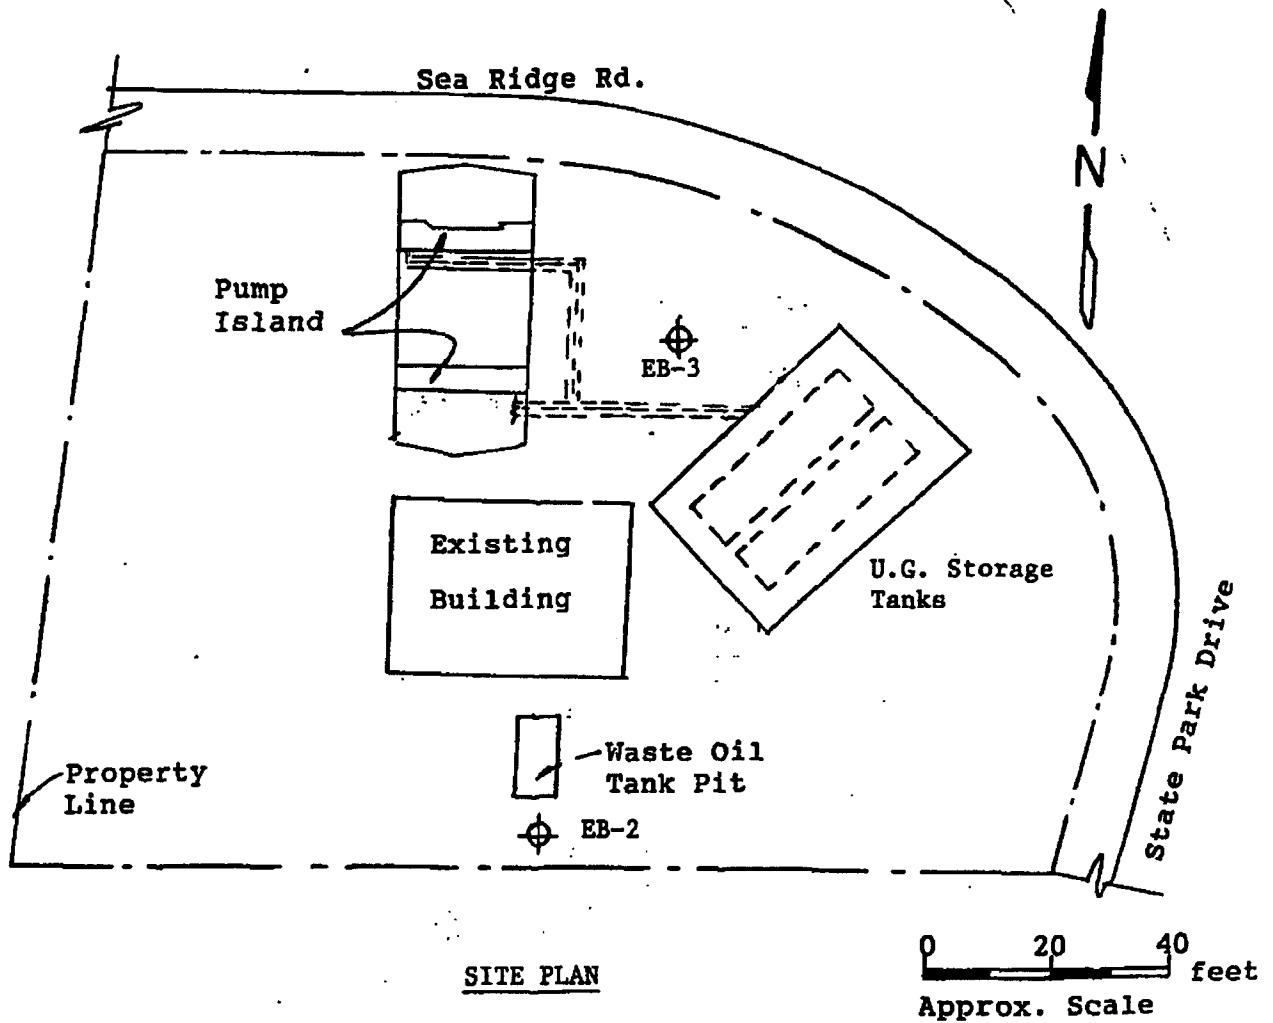 Sea Ridge Rd.
N
Pump
Island
EB-3
Existing
Building
U.G. Storage
Tanks
State Park Drive
Waste Oil
Tank Pit
Property
Line
EB-2
SITE PLAN
0 20 40
feet
Approx. Scale